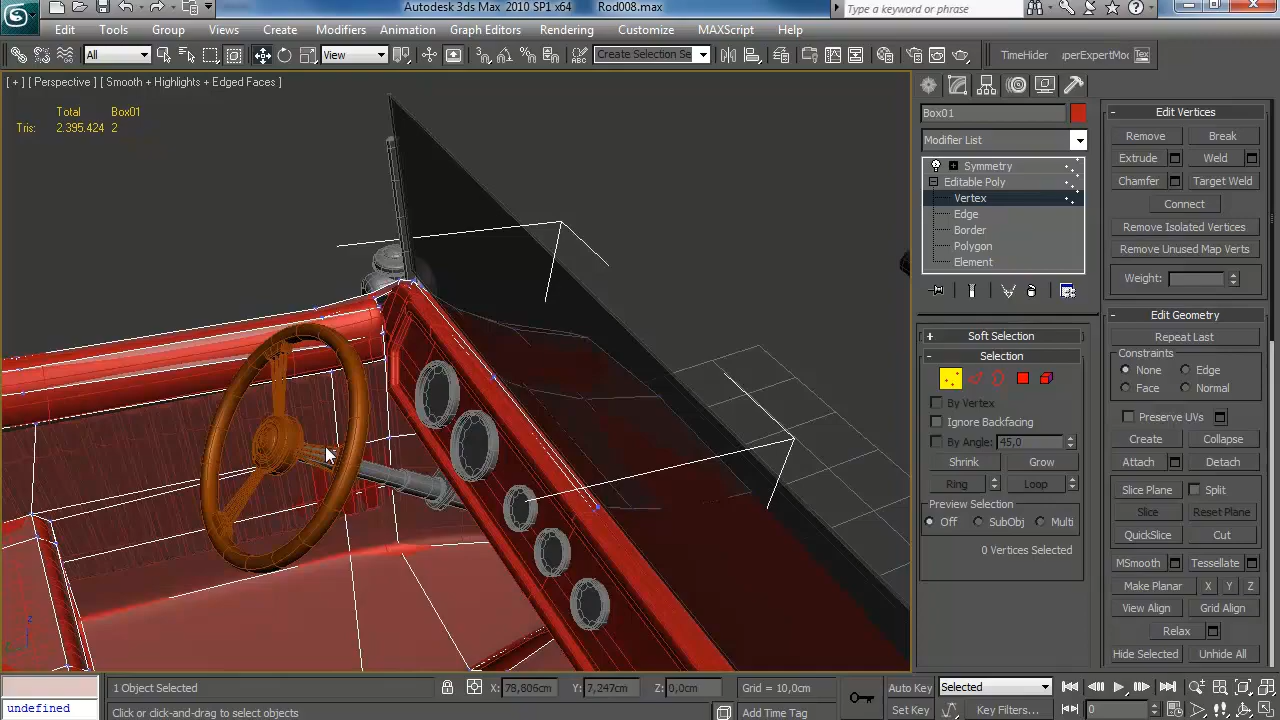 Autodesk 3ds Max 2010 SP1 x64 Rod008.max
Type a keyword or phrase
Edit Tools Group Views Create Modifiers Animation Graph Editors Rendering Customize MAXScript Help
All
View
Create Selection Se
TimeHider
uperExpertMod
Tex
[ + ] [ Perspective ] [ Smooth + Highlights + Edged Faces ]
Total Box01
Tris: 2.395.424 2
Box01
Modifier List
Symmetry
Editable Poly
Vertex
Edge
Border
Polygon
Element
Soft Selection
Selection
By Vertex
Ignore Backfacing
By Angle: 45,0
Shrink Grow
Ring Loop
Preview Selection
Off SubObj Multi
0 Vertices Selected
Edit Vertices
Remove Break
Extrude Weld
Chamfer Target Weld
Connect
Remove Isolated Vertices
Remove Unused Map Verts
Weight:
Edit Geometry
Repeat Last
Constraints
None Edge
Face Normal
Preserve UVs
Create Collapse
Attach Detach
Slice Plane Split
Slice Reset Plane
QuickSlice Cut
MSmooth Tessellate
Make Planar X Y Z
View Align Grid Align
Relax
Hide Selected Unhide All
z
1 Object Selected
X: 78,806cm Y: 7,247cm Z: 0,0cm
Grid = 10,0cm
Auto Key
Selected
undefined
Click or click-and-drag to select objects
Add Time Tag
Set Key
Key Filters...
0